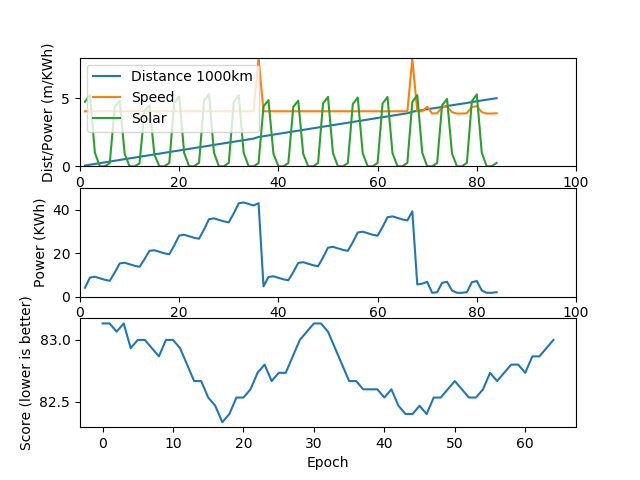 Dist/Power (m/KWh)
5
0
Distance 1000km
Speed
Solar
0 20 40 60 80 100
Power (KWh)
40
20
0
0 20 40 60 80 100
Score (lower is better)
83.0
82.5
0 10 20 30 40 50 60
Epoch